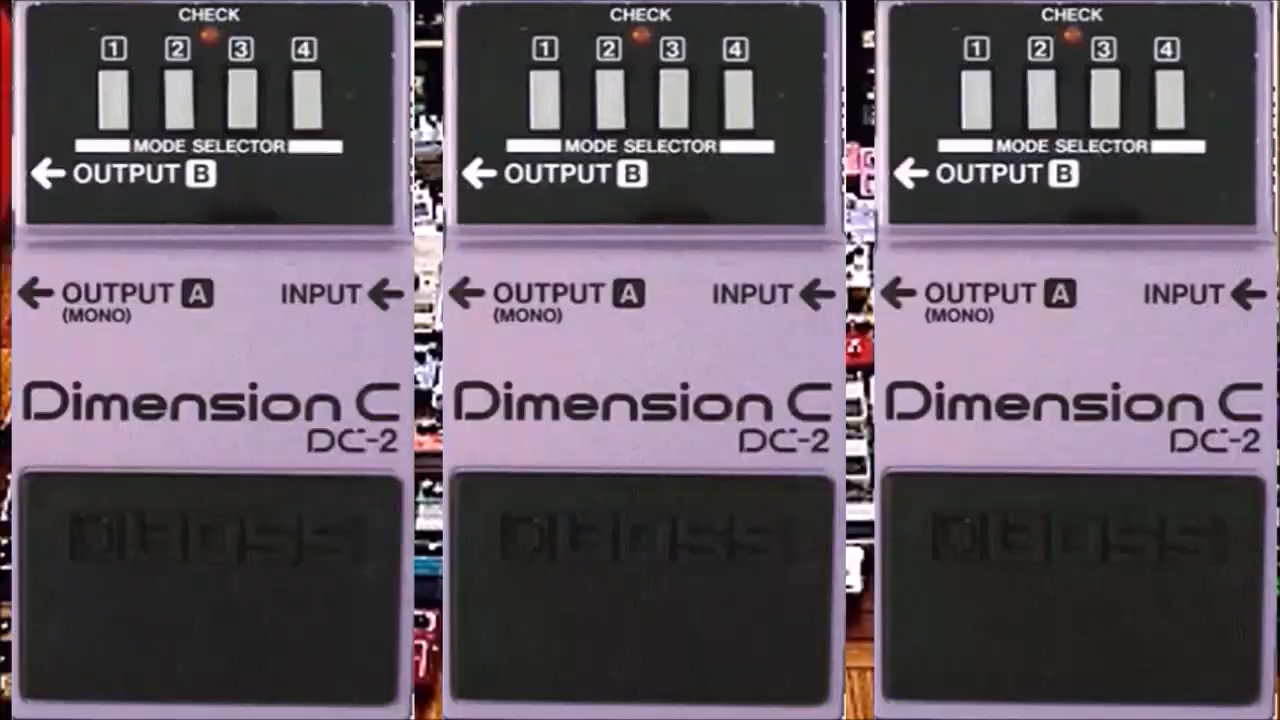 CHECK
1 2 3 4
MODE SELECTOR
OUTPUT B
OUTPUT A INPUT
(MONO)
Dimension C
DC-2
BOSS
CHECK
1 2 3 4
MODE SELECTOR
OUTPUT B
OUTPUT A INPUT
(MONO)
Dimension C
DC-2
BOSS
CHECK
1 2 3 4
MODE SELECTOR
OUTPUT B
OUTPUT A INPUT
(MONO)
Dimension C
DC-2
BOSS